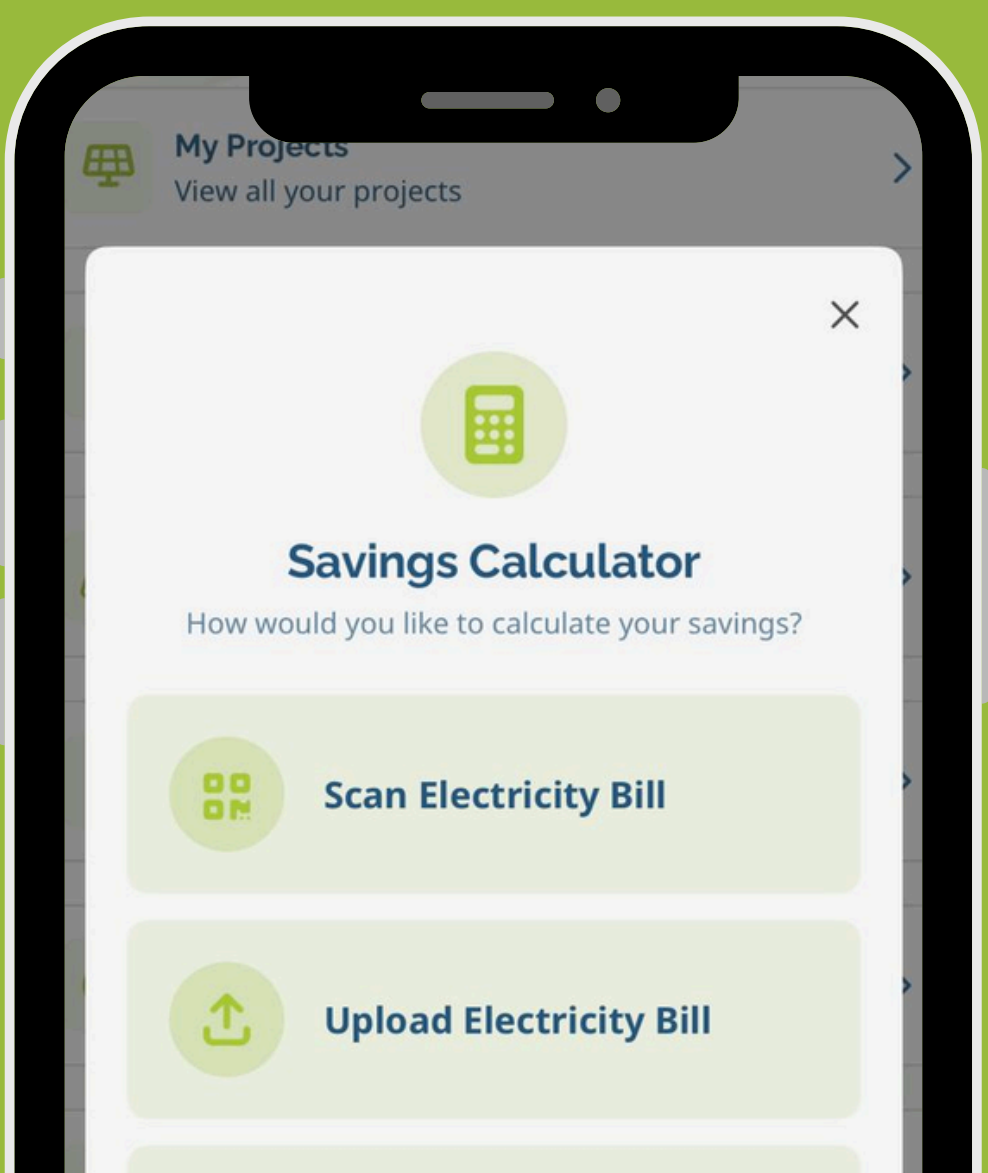 My Projects
View all your projects
Savings Calculator
How would you like to calculate your savings?
Scan Electricity Bill
Upload Electricity Bill